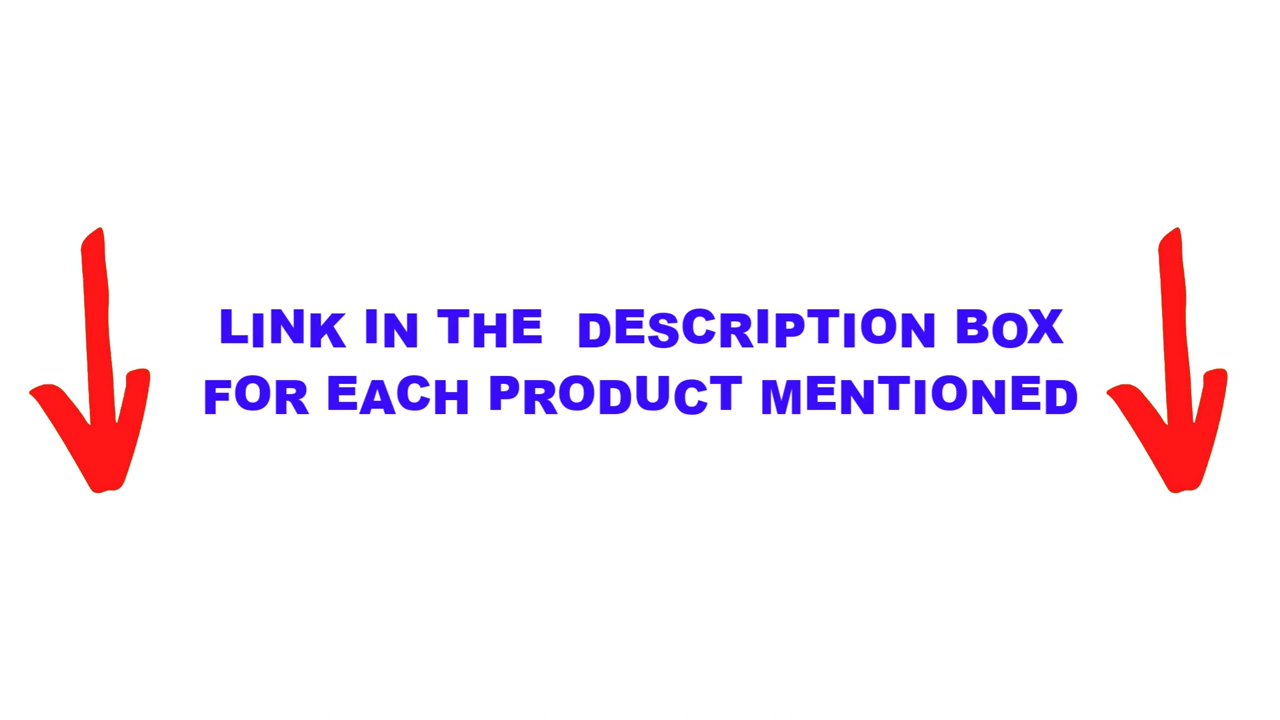 LINK IN THE DESCRIPTION BOX
FOR EACH PRODUCT MENTIONED